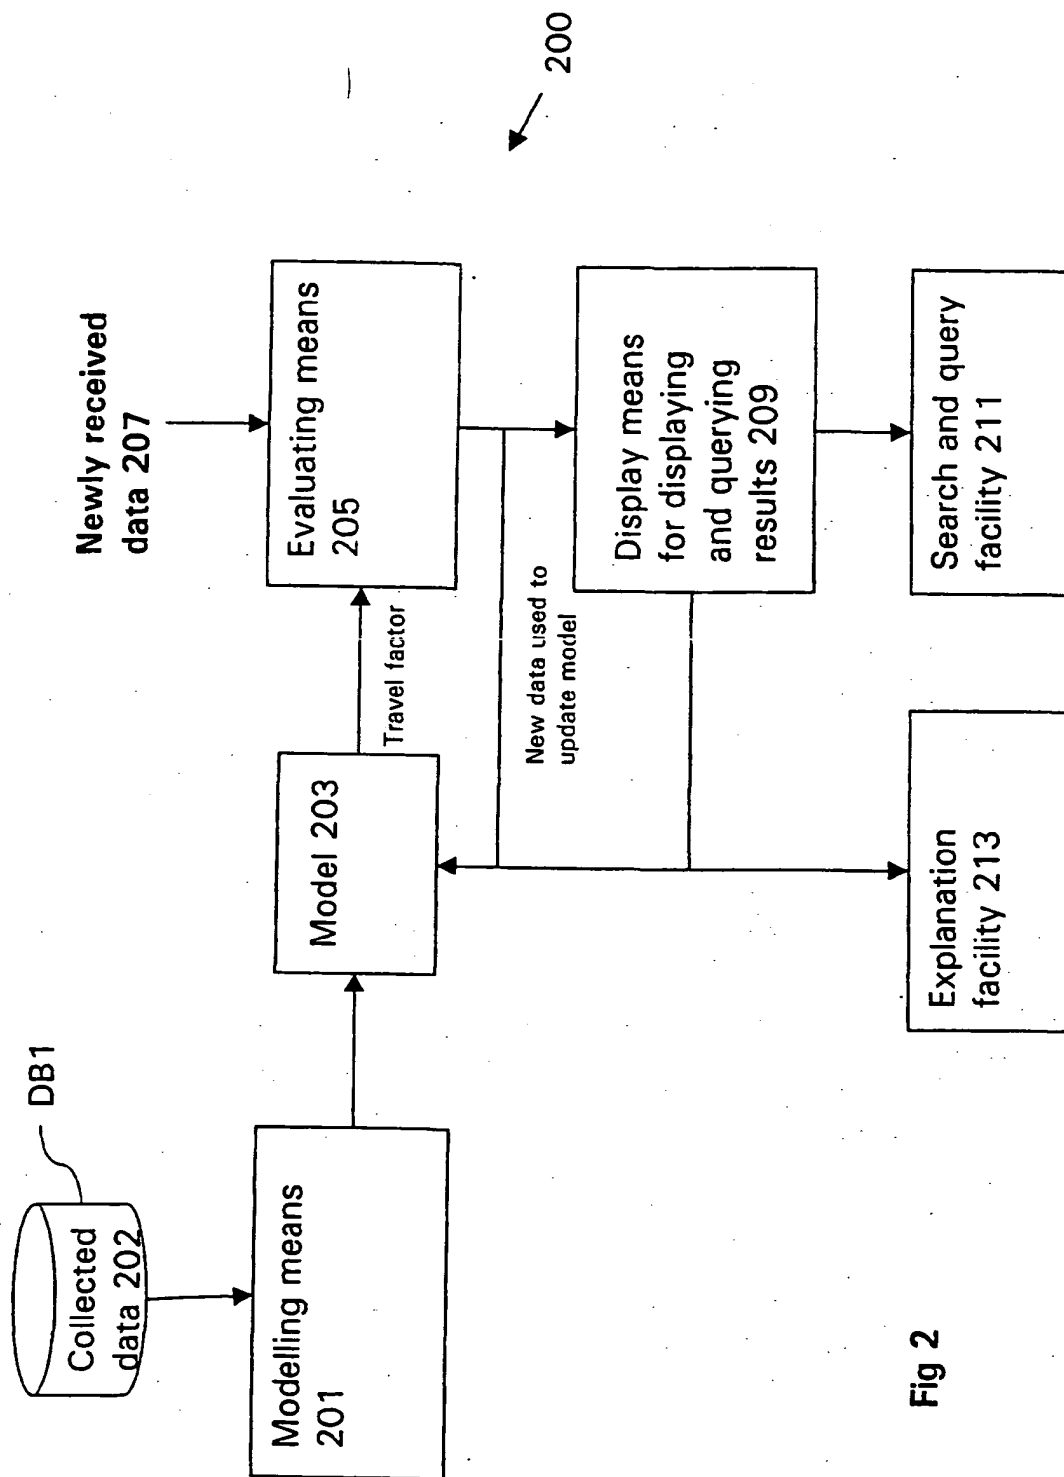 DB1
Collected
data 202
Modelling means
201
Model 203
Travel factor
Newly received
data 207
Evaluating means
205
200
New data used to
update model
Display means
for displaying
and querying
results 209
Explanation
facility 213
Search and query
facility 211
Fig 2